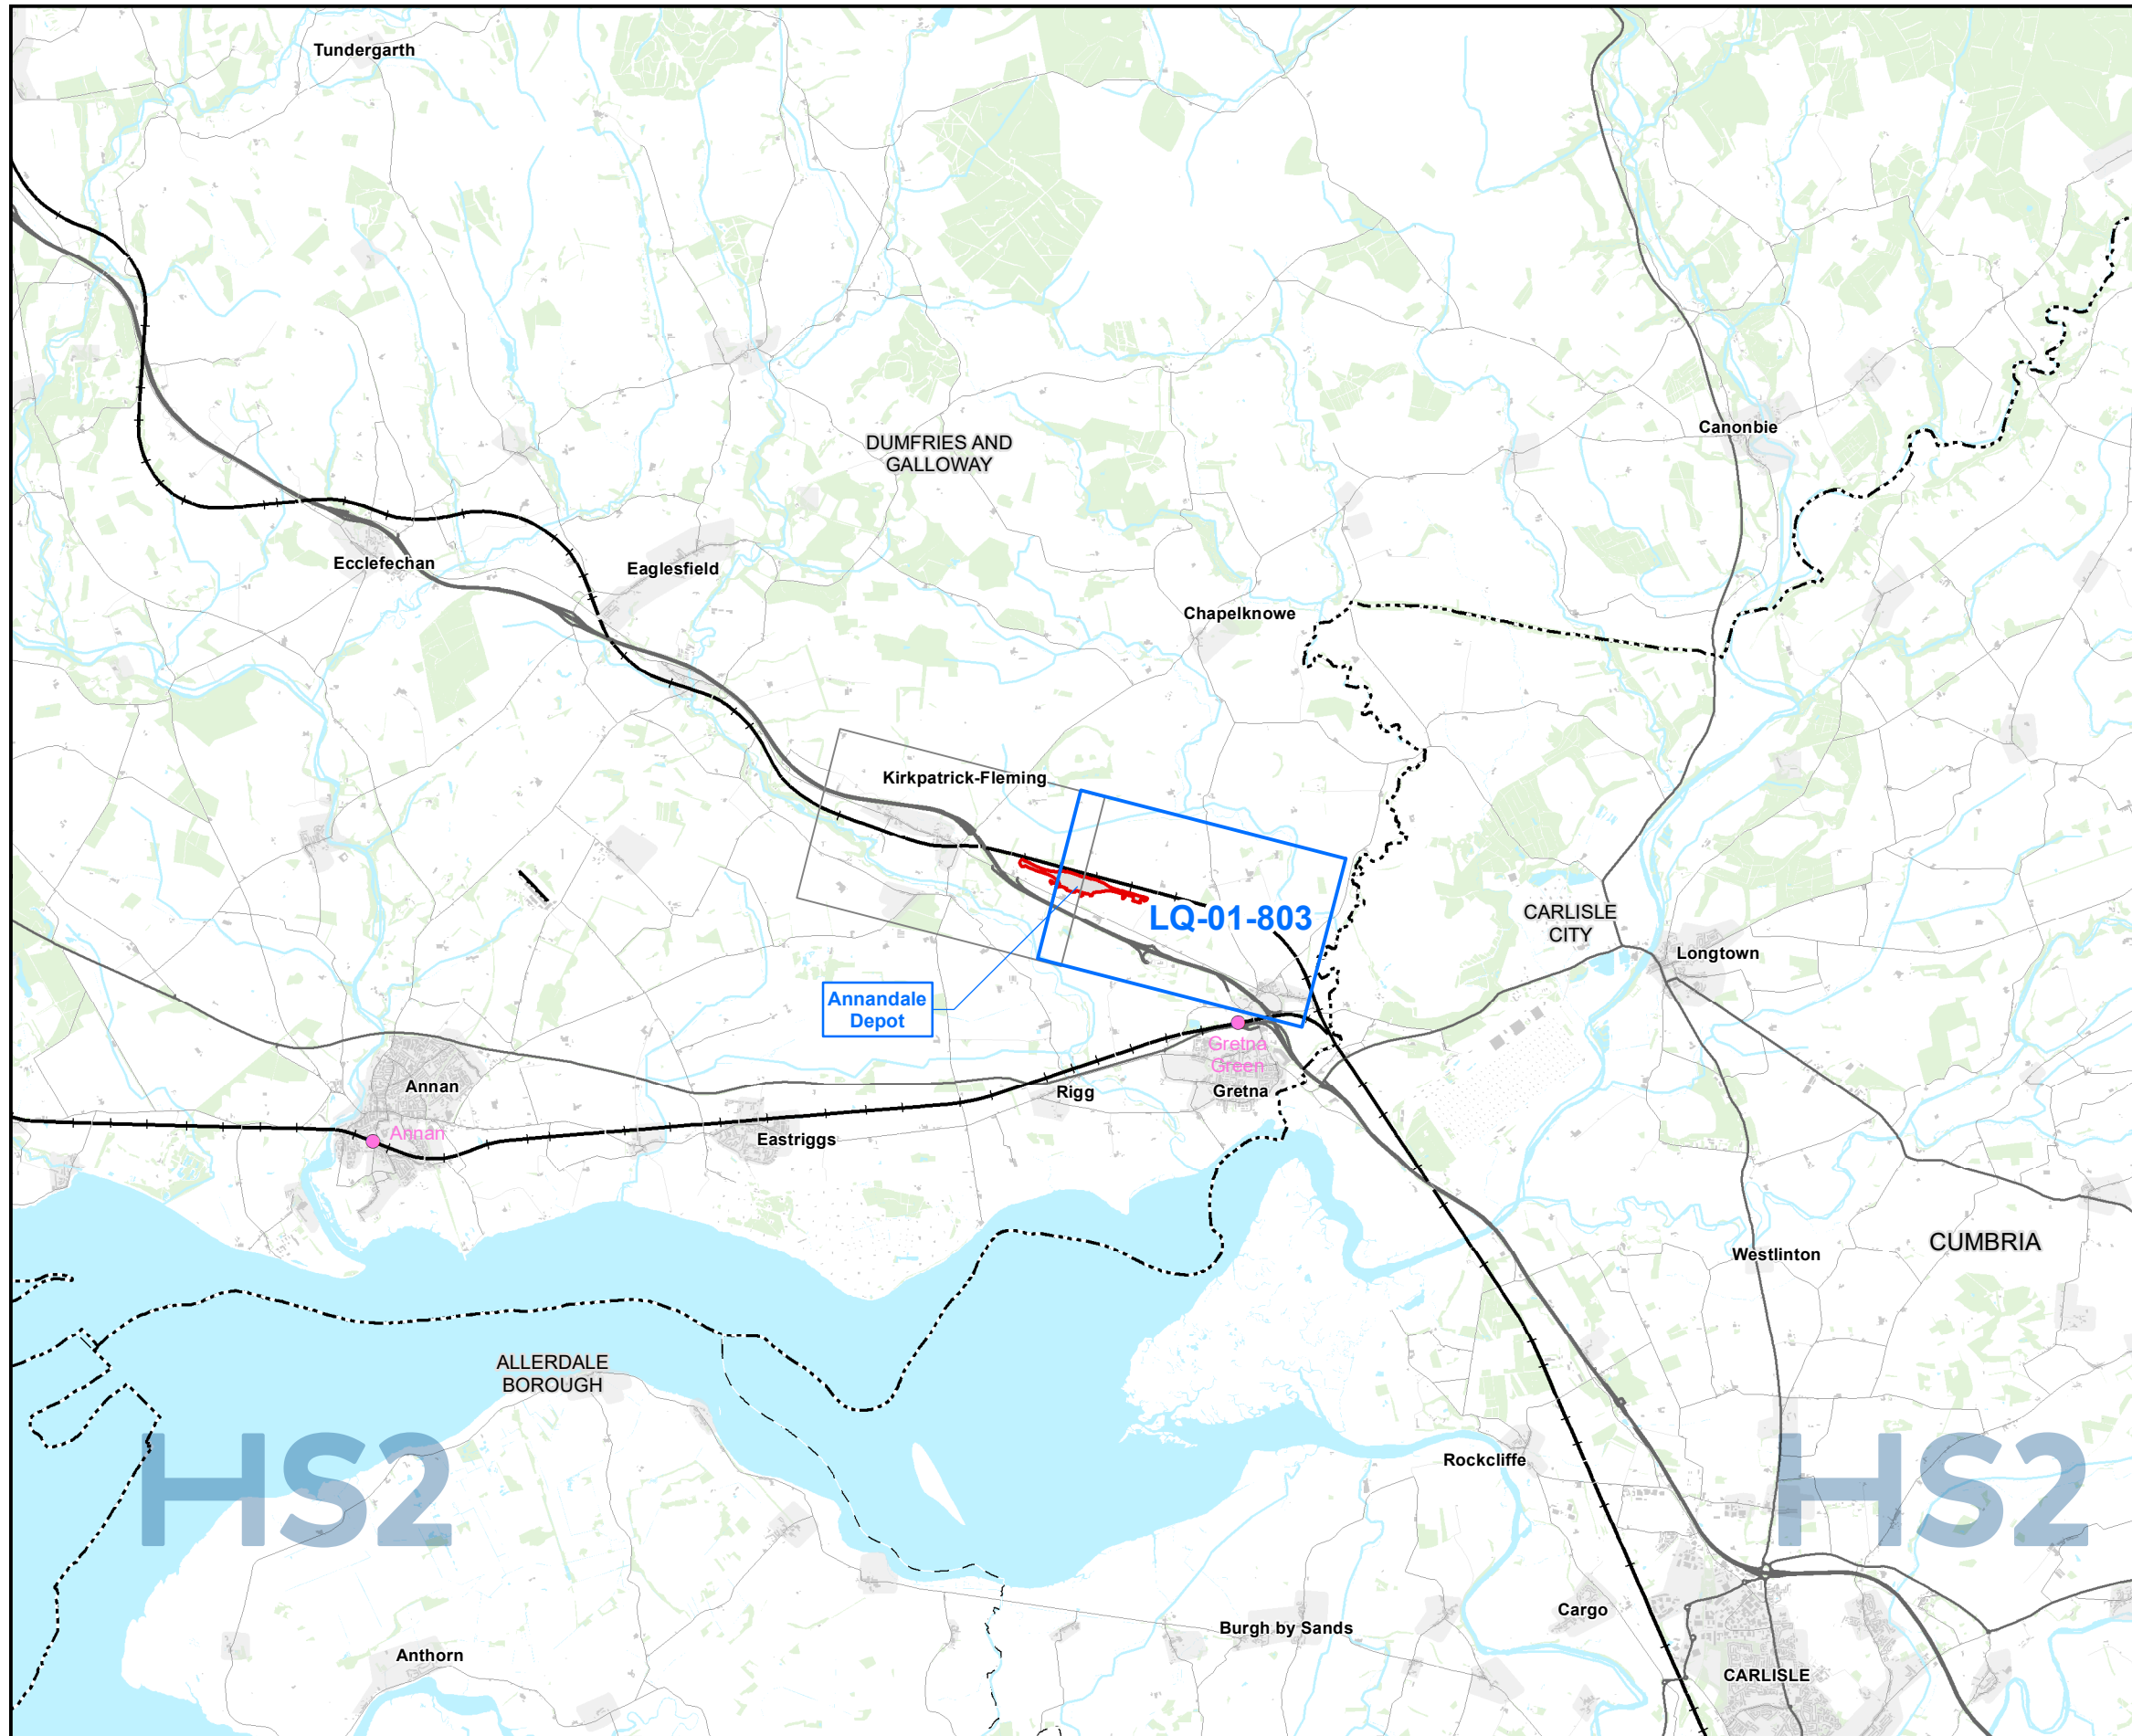 Tundergarth
Canonbie
DUMFRIES AND
GALLOWAY
Ecclefechan
Eaglesfield
Chapelknowe
Kirkpatrick-Fleming
LQ-01-803
CARLISLE
CITY
Longtown
Annandale
Depot
Gretna
Green
Gretna
Annan
Rigg
Annan
Eastriggs
CUMBRIA
Westlinton
ALLERDALE
BOROUGH
Rockcliffe
HS2
HS2
Cargo
Burgh by Sands
Anthorn
CARLISLE